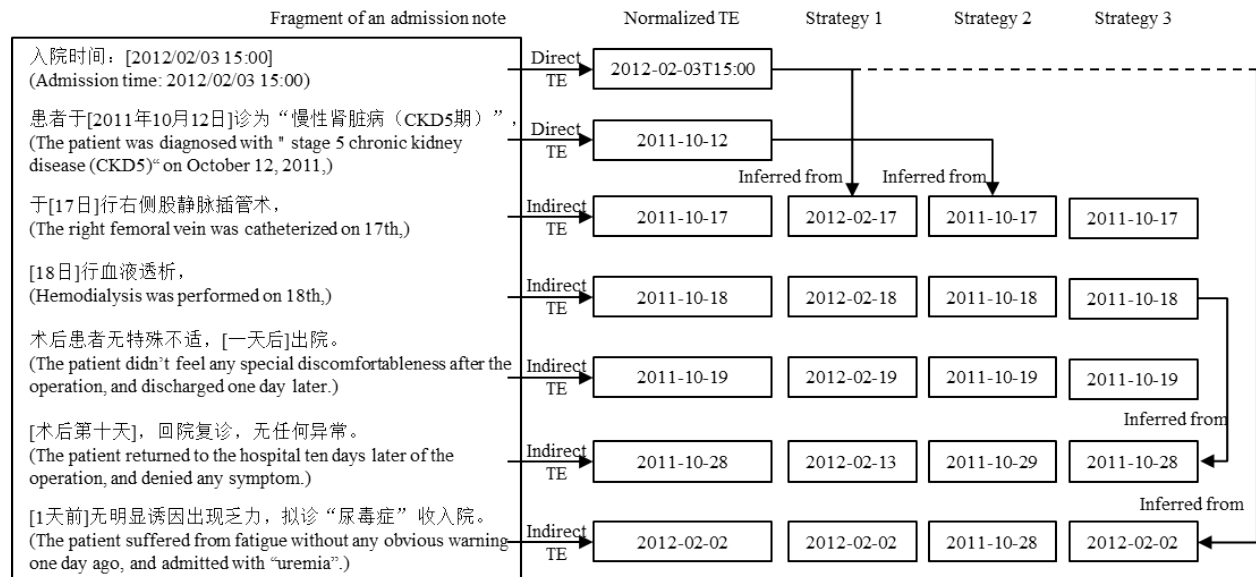 Fragment of an admission note Normalized TE Strategy 1 Strategy 2 Strategy 3
入院时间：[2012/02/03 15:00]
(Admission time: 2012/02/03 15:00)
Direct TE
2012-02-03T15:00
患者于[2011年10月12日]诊为“慢性肾脏病（CKD5期）”，
(The patient was diagnosed with " stage 5 chronic kidney
disease (CKD5)“ on October 12, 2011,)
Direct TE
2011-10-12
Inferred from Inferred from
于[17日]行右侧股静脉插管术，
(The right femoral vein was catheterized on 17th,)
Indirect TE
2011-10-17 2012-02-17 2011-10-17 2011-10-17
[18日]行血液透析，
(Hemodialysis was performed on 18th,)
Indirect TE
2011-10-18 2012-02-18 2011-10-18 2011-10-18
术后患者无特殊不适，[一天后]出院。
(The patient didn’t feel any special discomfortableness after the
operation, and discharged one day later.)
Indirect TE
2011-10-19 2012-02-19 2011-10-19 2011-10-19
Inferred from
[术后第十天]，回院复诊，无任何异常。
(The patient returned to the hospital ten days later of the
operation, and denied any symptom.)
Indirect TE
2011-10-28 2012-02-13 2011-10-29 2011-10-28
Inferred from
[1天前]无明显诱因出现乏力，拟诊“尿毒症” 收入院。
(The patient suffered from fatigue without any obvious warning
one day ago, and admitted with “uremia”.)
Indirect TE
2012-02-02 2012-02-02 2011-10-28 2012-02-02